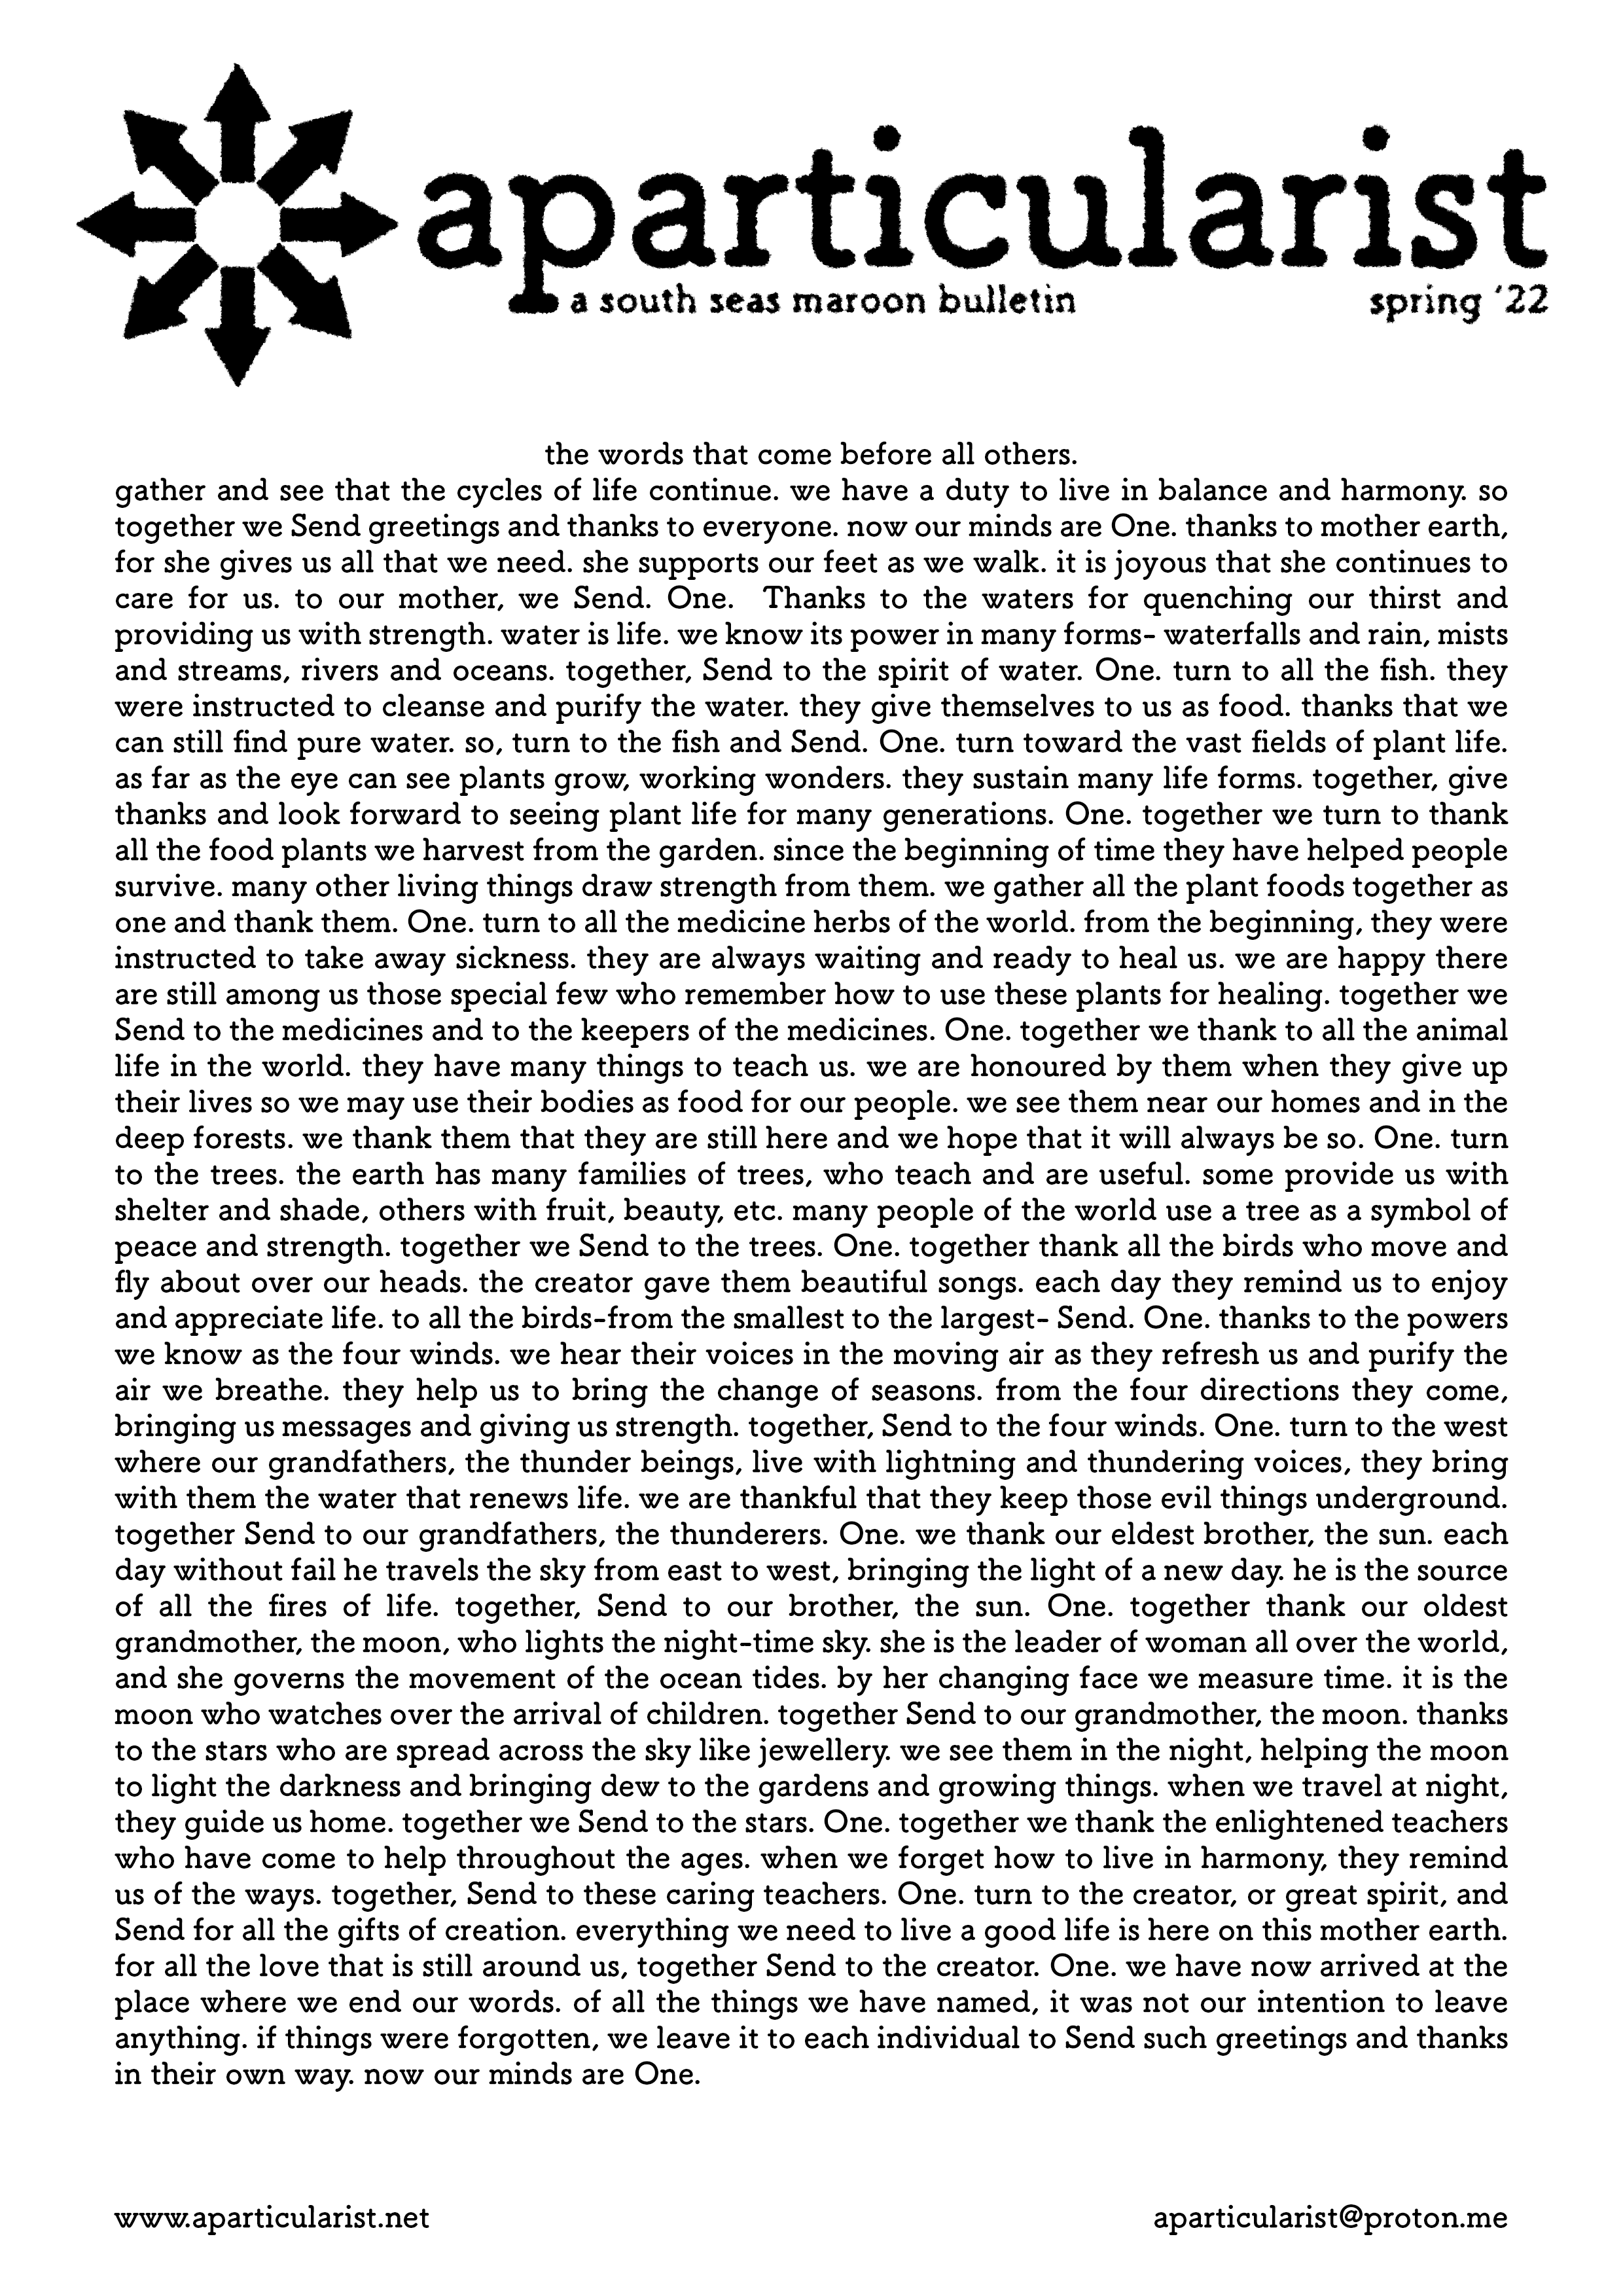 aparticularist
a south seas maroon bulletin spring '22
the words that come before all others.
gather and see that the cycles of life continue. we have a duty to live in balance and harmony. so
together we Send greetings and thanks to everyone. now our minds are One. thanks to mother earth,
for she gives us all that we need. she supports our feet as we walk. it is joyous that she continues to
care for us. to our mother, we Send. One.  Thanks to the waters for quenching our thirst and
providing us with strength. water is life. we know its power in many forms- waterfalls and rain, mists
and streams, rivers and oceans. together, Send to the spirit of water. One. turn to all the fish. they
were instructed to cleanse and purify the water. they give themselves to us as food. thanks that we
can still find pure water. so, turn to the fish and Send. One. turn toward the vast fields of plant life.
as far as the eye can see plants grow, working wonders. they sustain many life forms. together, give
thanks and look forward to seeing plant life for many generations. One. together we turn to thank
all the food plants we harvest from the garden. since the beginning of time they have helped people
survive. many other living things draw strength from them. we gather all the plant foods together as
one and thank them. One. turn to all the medicine herbs of the world. from the beginning, they were
instructed to take away sickness. they are always waiting and ready to heal us. we are happy there
are still among us those special few who remember how to use these plants for healing. together we
Send to the medicines and to the keepers of the medicines. One. together we thank to all the animal
life in the world. they have many things to teach us. we are honoured by them when they give up
their lives so we may use their bodies as food for our people. we see them near our homes and in the
deep forests. we thank them that they are still here and we hope that it will always be so. One. turn
to the trees. the earth has many families of trees, who teach and are useful. some provide us with
shelter and shade, others with fruit, beauty, etc. many people of the world use a tree as a symbol of
peace and strength. together we Send to the trees. One. together thank all the birds who move and
fly about over our heads. the creator gave them beautiful songs. each day they remind us to enjoy
and appreciate life. to all the birds-from the smallest to the largest- Send. One. thanks to the powers
we know as the four winds. we hear their voices in the moving air as they refresh us and purify the
air we breathe. they help us to bring the change of seasons. from the four directions they come,
bringing us messages and giving us strength. together, Send to the four winds. One. turn to the west
where our grandfathers, the thunder beings, live with lightning and thundering voices, they bring
with them the water that renews life. we are thankful that they keep those evil things underground.
together Send to our grandfathers, the thunderers. One. we thank our eldest brother, the sun. each
day without fail he travels the sky from east to west, bringing the light of a new day. he is the source
of all the fires of life. together, Send to our brother, the sun. One. together thank our oldest
grandmother, the moon, who lights the night-time sky. she is the leader of woman all over the world,
and she governs the movement of the ocean tides. by her changing face we measure time. it is the
moon who watches over the arrival of children. together Send to our grandmother, the moon. thanks
to the stars who are spread across the sky like jewellery. we see them in the night, helping the moon
to light the darkness and bringing dew to the gardens and growing things. when we travel at night,
they guide us home. together we Send to the stars. One. together we thank the enlightened teachers
who have come to help throughout the ages. when we forget how to live in harmony, they remind
us of the ways. together, Send to these caring teachers. One. turn to the creator, or great spirit, and
Send for all the gifts of creation. everything we need to live a good life is here on this mother earth.
for all the love that is still around us, together Send to the creator. One. we have now arrived at the
place where we end our words. of all the things we have named, it was not our intention to leave
anything. if things were forgotten, we leave it to each individual to Send such greetings and thanks
in their own way. now our minds are One.
www.aparticularist.net aparticularist@proton.me